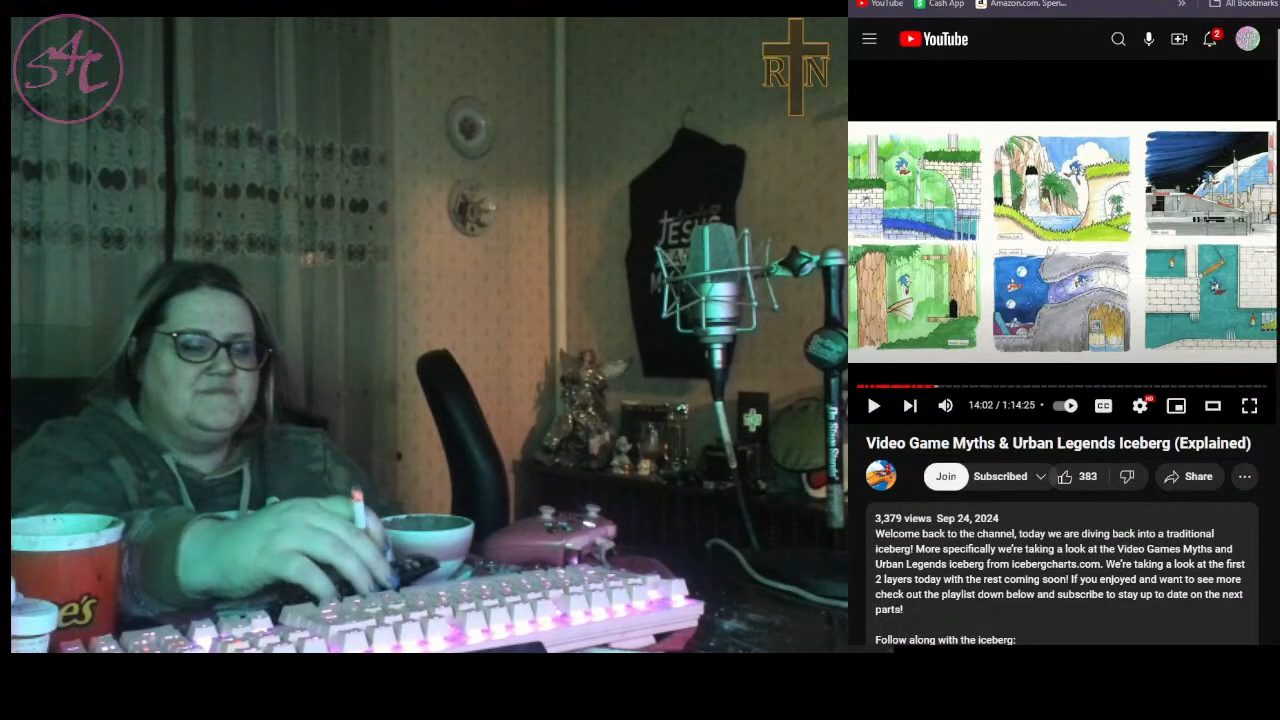 S4C
R N
JESUS
e's
YouTube
Cash App
Amazon.com. Spen...
»
All Bookmarks
YouTube
2
14:02 / 1:14:25
CC
HD
Video Game Myths & Urban Legends Iceberg (Explained)
Join
Subscribed
383
Share
3,379 views Sep 24, 2024
Welcome back to the channel, today we are diving back into a traditional
iceberg! More specifically we're taking a look at the Video Games Myths and
Urban Legends iceberg from icebergcharts.com. We're taking a look at the first
2 layers today with the rest coming soon! If you enjoyed and want to see more
check out the playlist down below and subscribe to stay up to date on the next
parts!
Follow along with the iceberg: